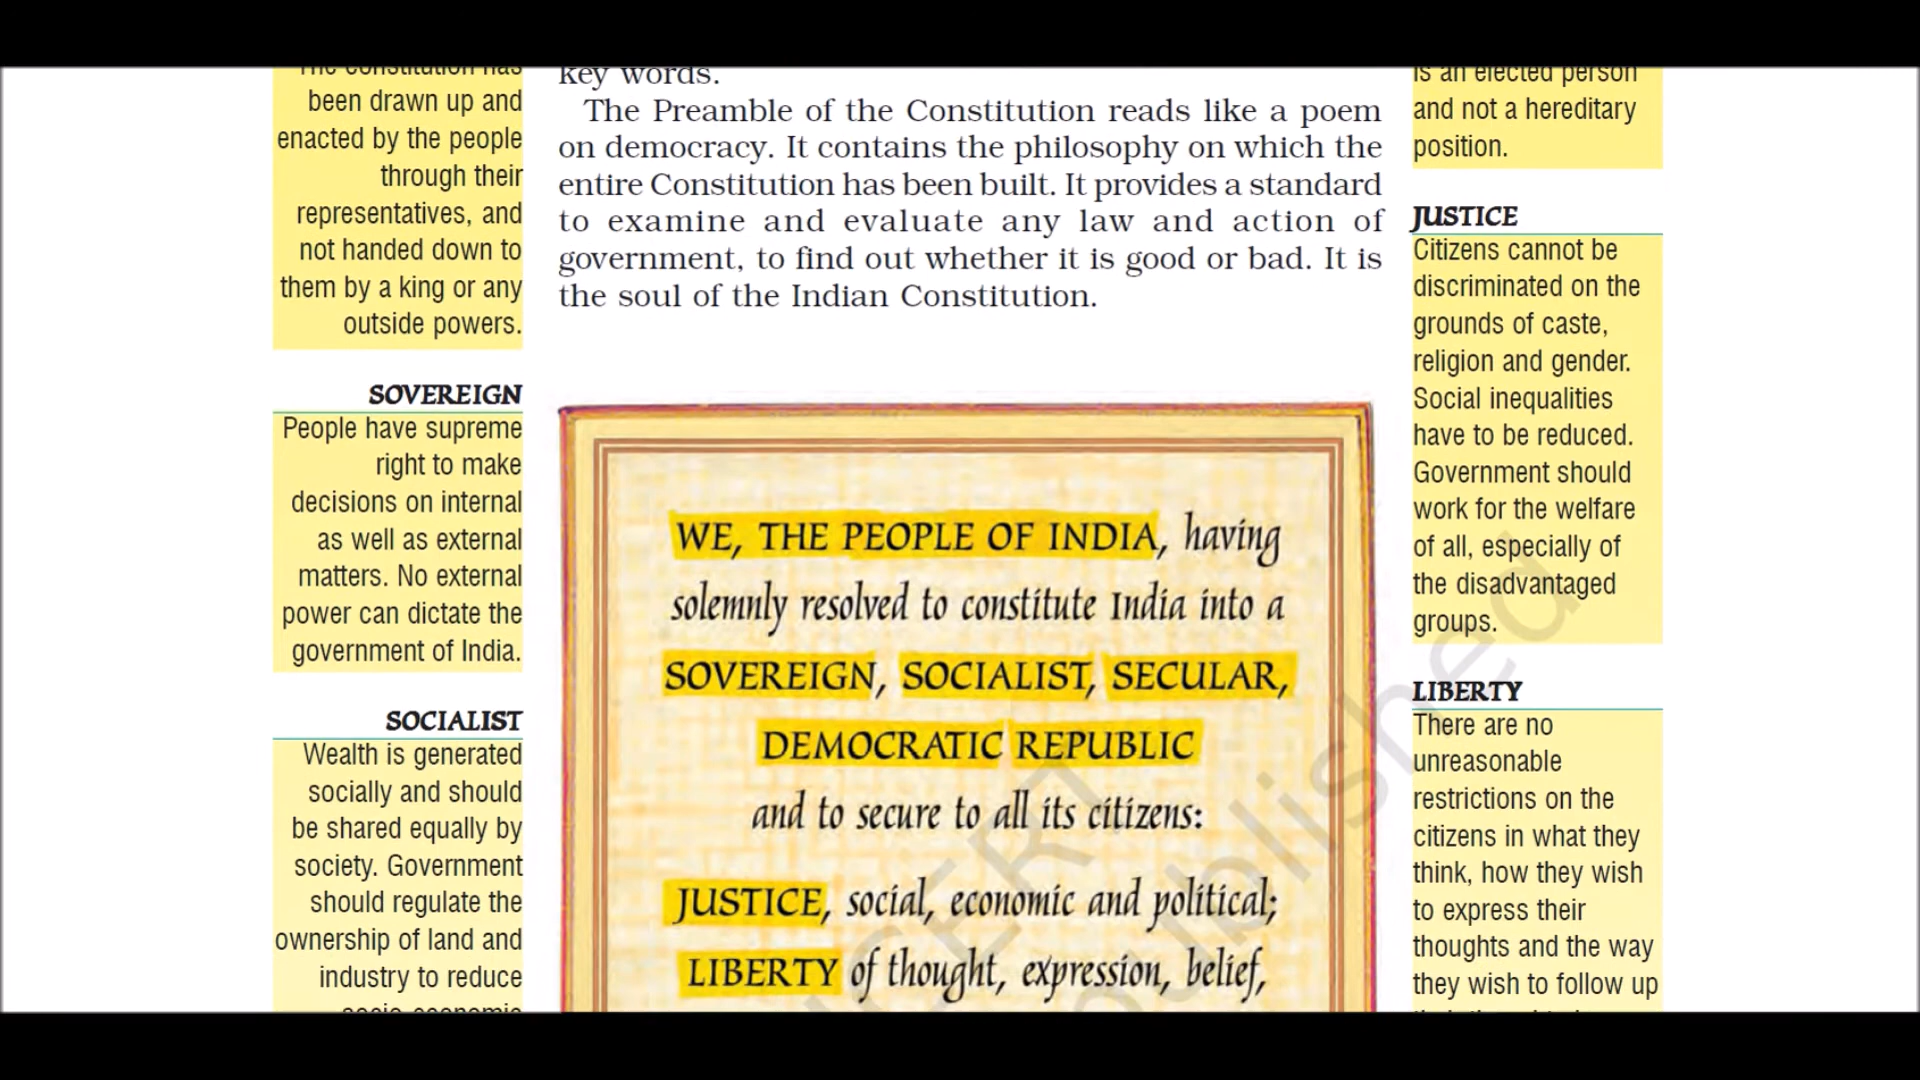 The constitution has
been drawn up and
enacted by the people
through their
representatives, and
not handed down to
them by a king or any
outside powers.
SOVEREIGN
People have supreme
right to make
decisions on internal
as well as external
matters. No external
power can dictate the
government of India.
SOCIALIST
Wealth is generated
socially and should
be shared equally by
society. Government
should regulate the
ownership of land and
industry to reduce
socio-economic
key words.
The Preamble of the Constitution reads like a poem
on democracy. It contains the philosophy on which the
entire Constitution has been built. It provides a standard
to examine and evaluate any law and action of
government, to find out whether it is good or bad. It is
the soul of the Indian Constitution.
WE, THE PEOPLE OF INDIA, having
solemnly resolved to constitute India into a
SOVEREIGN, SOCIALIST, SECULAR,
DEMOCRATIC REPUBLIC
and to secure to all its citizens:
JUSTICE, social, economic and political;
LIBERTY of thought, expression, belief,
is an elected person
and not a hereditary
position.
JUSTICE
Citizens cannot be
discriminated on the
grounds of caste,
religion and gender.
Social inequalities
have to be reduced.
Government should
work for the welfare
of all, especially of
the disadvantaged
groups.
LIBERTY
There are no
unreasonable
restrictions on the
citizens in what they
think, how they wish
to express their
thoughts and the way
they wish to follow up